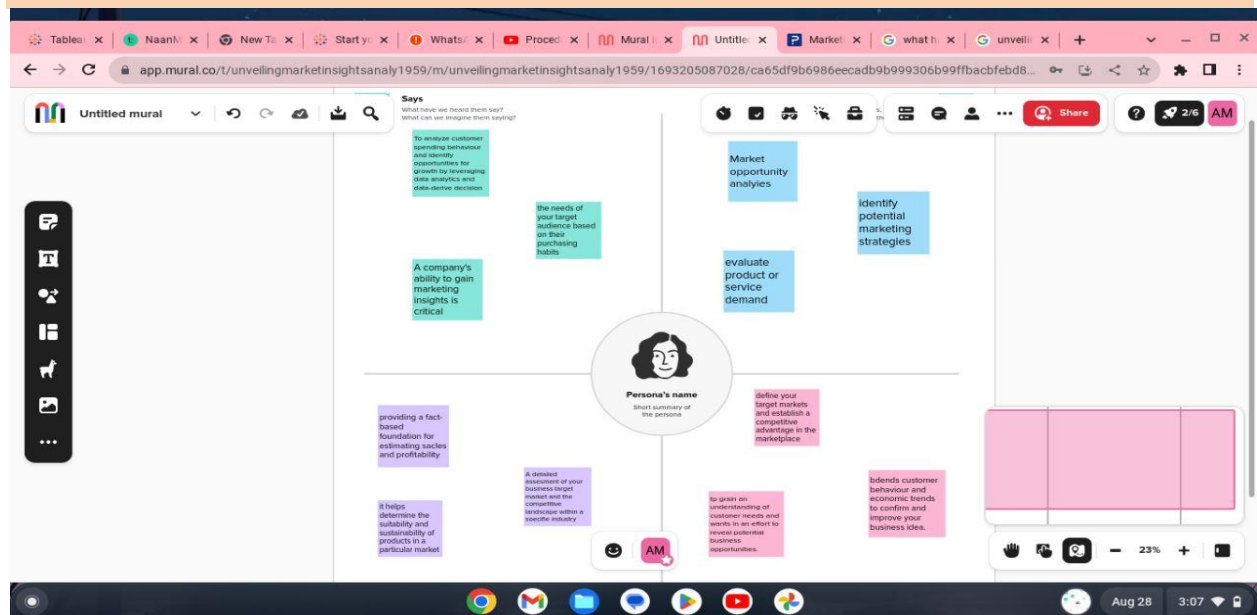 Tableau
NaanM
New Ta
Start yo
WhatsA
Proced
Mural i
Untitled
Market
what h
unveilin
app.mural.co/t/unveilingmarketinsightsanaly1959/m/unveilingmarketinsightsanaly1959/1693205087028/ca65df9b6986eecadb9b999306b99ffbacbfebd8...
Untitled mural
Share
2/6
AM
Says
What have we heard them say?
What can we imagine them saying?
To analyze customer
spending behaviour
and identity
opportunities for
growth by leveraging
data analytics and
data-derive decision
the needs of
your target
audience based
on their
purchasing
habits
A company's
ability to gain
marketing
insights is
critical
Market
opportunity
analyies
identify
potential
marketing
strategies
evaluate
product or
service
demand
Persona's name
Short summary of
the persona
providing a fact-
based
foundation for
estimating sacles
and profitability
A detailed
assesment of your
business target
market and the
competitive
landscape within a
soecific industry
it helps
determine the
suitability and
sustainability of
products in a
particular market
define your
target markets
and establish a
competitive
advantage in the
marketplace
bdends customer
behaviour and
economic trends
to confirm and
improve your
business idea.
tp grain an
understanding of
custoner needs and
wants in an effort to
reveal potential
business
opportunities.
AM
23%
Aug 28
3:07